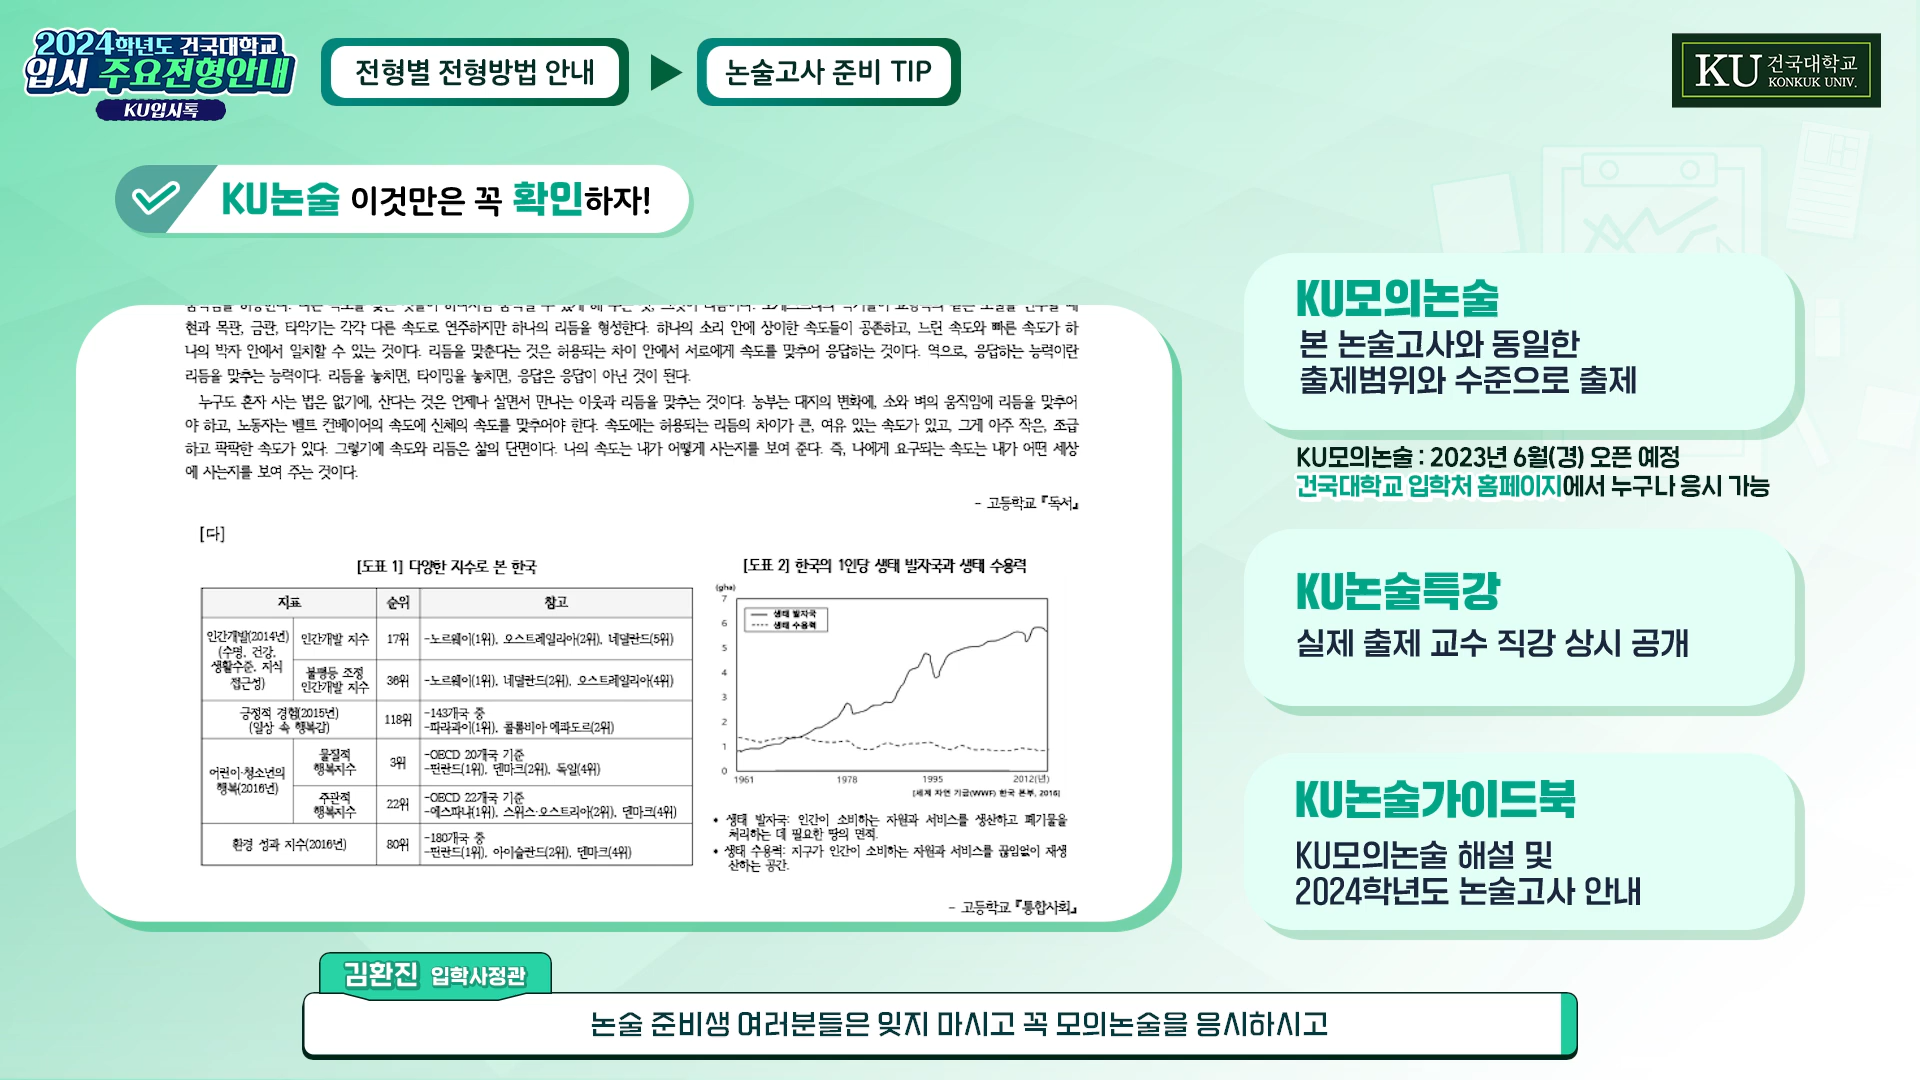 2024학년도 건국대학교
입시 주요전형안내
KU입시톡
전형별 전형방법 안내
논술고사 준비 TIP
KU 건국대학교
KONKUK UNIV.
KU논술 이것만은 꼭 확인하자!
현과 목관, 금관, 타악기는 각각 다른 속도로 연주하지만 하나의 리듬을 형성한다. 하나의 소리 안에 상이한 속도들이 공존하고, 느린 속도와 빠른 속도가 하
나의 박자 안에서 일치할 수 있는 것이다. 리듬을 맞춘다는 것은 허용되는 차이 안에서 서로에게 속도를 맞추어 응답하는 것이다. 역으로, 응답하는 능력이란
리듬을 맞추는 능력이다. 리듬을 놓치면, 타이밍을 놓치면, 응답은 응답이 아닌 것이 된다.
누구도 혼자 사는 법은 없기에, 산다는 것은 언제나 살면서 만나는 이웃과 리듬을 맞추는 것이다. 농부는 대지의 변화에, 소와 벼의 움직임에 리듬을 맞추어
야 하고, 노동자는 벨트 컨베이어의 속도에 신체의 속도를 맞추어야 한다. 속도에는 허용되는 리듬의 차이가 큰, 여유 있는 속도가 있고, 그게 아주 작은, 조급
하고 팍팍한 속도가 있다. 그렇기에 속도와 리듬은 삶의 단면이다. 나의 속도는 내가 어떻게 사는지를 보여 준다. 즉, 나에게 요구되는 속도는 내가 어떤 세상
에 사는지를 보여 주는 것이다.
- 고등학교 『독서』
[다]
[도표 1] 다양한 지수로 본 한국
지표 순위 참고
인간개발(2014년)
(수명, 건강,
생활수준, 지식
접근성)
인간개발 지수 17위 -노르웨이(1위), 오스트레일리아(2위), 네덜란드(5위)
불평등 조정
인간개발 지수
36위 -노르웨이(1위), 네덜란드(2위), 오스트레일리아(4위)
긍정적 경험(2015년)
(일상 속 행복감)
118위
-143개국 중
-파라과이(1위), 콜롬비아·에콰도르(2위)
어린이·청소년의
행복(2016년)
물질적
행복지수
3위
-OECD 20개국 기준
-핀란드(1위), 덴마크(2위), 독일(4위)
주관적
행복지수
22위
-OECD 22개국 기준
-에스파냐(1위), 스위스·오스트리아(2위), 덴마크(4위)
환경 성과 지수(2016년) 80위
-180개국 중
-핀란드(1위), 아이슬란드(2위), 덴마크(4위)
[도표 2] 한국의 1인당 생태 발자국과 생태 수용력
(gha)
7
6
5
4
3
2
1
0
생태 발자국
생태 수용력
1961 1978 1995 2012(년)
[세계 자연 기금(WWF) 한국 본부, 2016]
• 생태 발자국: 인간이 소비하는 자원과 서비스를 생산하고 폐기물을
처리하는 데 필요한 땅의 면적.
• 생태 수용력: 지구가 인간이 소비하는 자원과 서비스를 끊임없이 재생
산하는 공간.
- 고등학교 『통합사회』
KU모의논술
본 논술고사와 동일한
출제범위와 수준으로 출제
KU모의논술 : 2023년 6월(경) 오픈 예정
건국대학교 입학처 홈페이지에서 누구나 응시 가능
KU논술특강
실제 출제 교수 직강 상시 공개
KU논술가이드북
KU모의논술 해설 및
2024학년도 논술고사 안내
김환진 입학사정관
논술 준비생 여러분들은 잊지 마시고 꼭 모의논술을 응시하시고